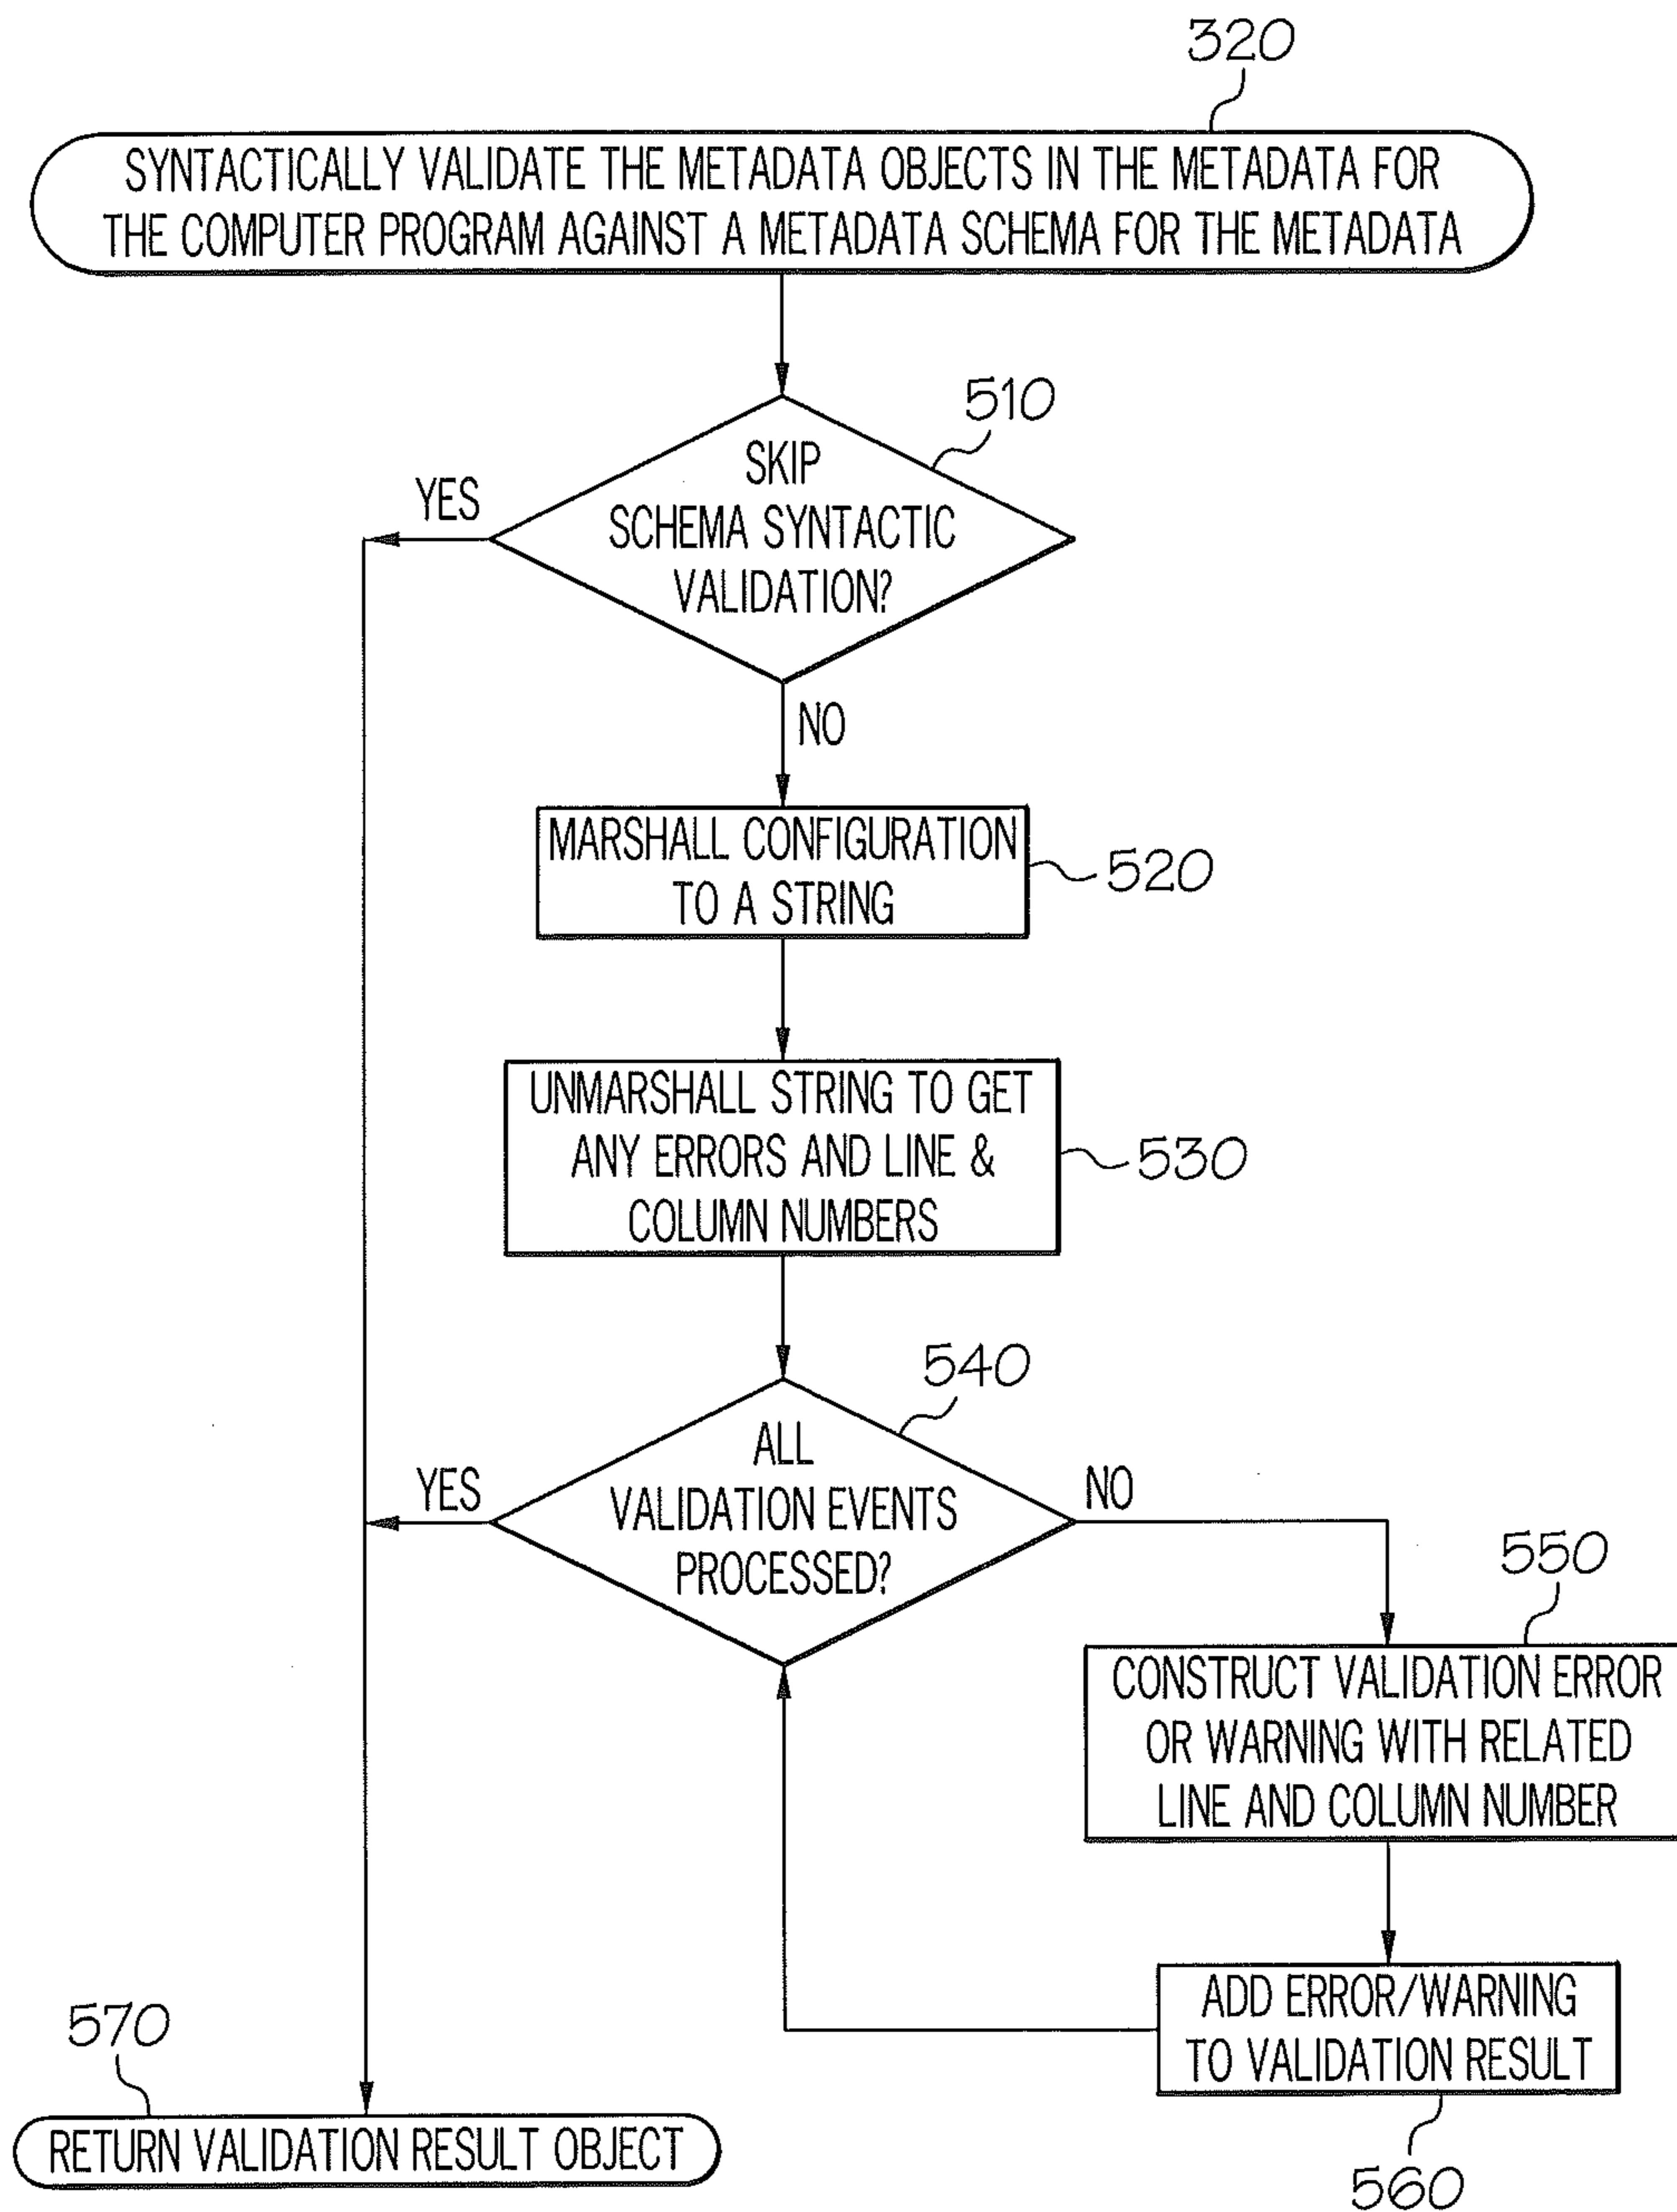 320
SYNTACTICALLY VALIDATE THE METADATA OBJECTS IN THE METADATA FOR
THE COMPUTER PROGRAM AGAINST A METADATA SCHEMA FOR THE METADATA
510
SKIP
SCHEMA SYNTACTIC
VALIDATION?
YES
NO
MARSHALL CONFIGURATION
TO A STRING
520
UNMARSHALL STRING TO GET
ANY ERRORS AND LINE &
COLUMN NUMBERS
530
540
ALL
VALIDATION EVENTS
PROCESSED?
YES
NO
550
CONSTRUCT VALIDATION ERROR
OR WARNING WITH RELATED
LINE AND COLUMN NUMBER
ADD ERROR/WARNING
TO VALIDATION RESULT
560
570
RETURN VALIDATION RESULT OBJECT